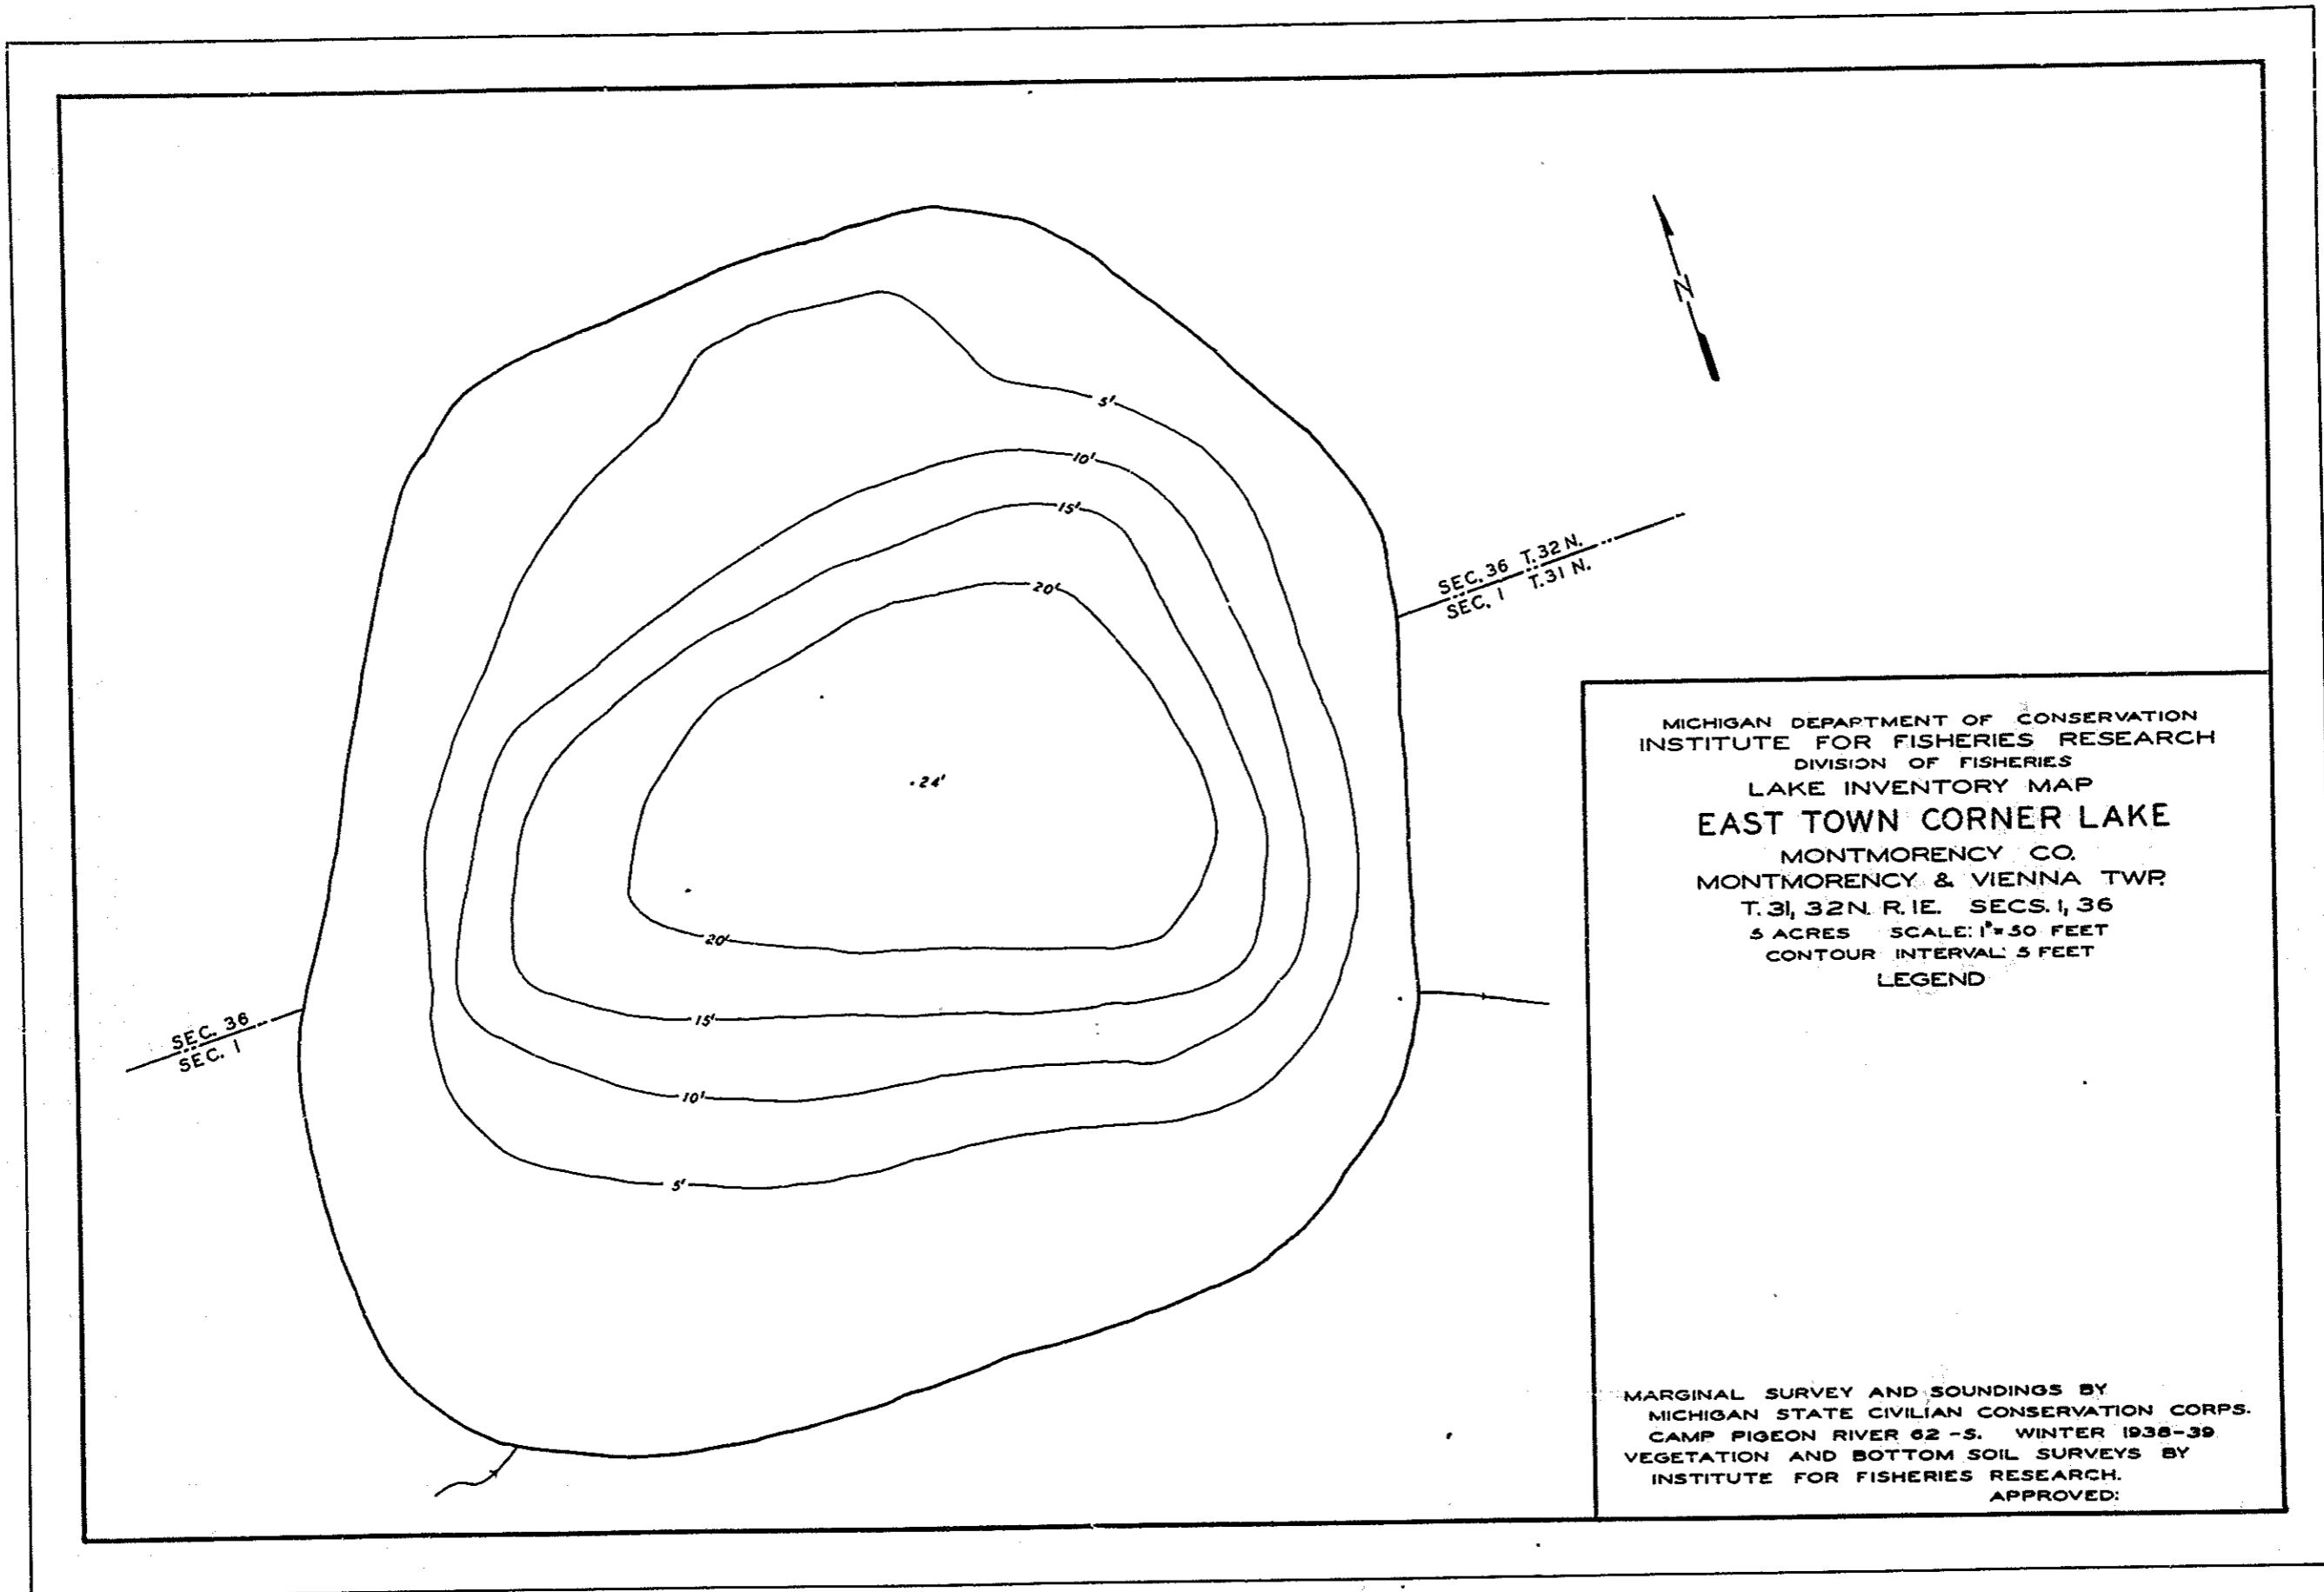 N
5'
10'
15'
20'
SEC. 36 T. 32 N.
SEC. 1 T. 31 N.
24'
20'
SEC. 36
SEC. 1
15'
10'
5'
MICHIGAN DEPARTMENT OF CONSERVATION
INSTITUTE FOR FISHERIES RESEARCH
DIVISION OF FISHERIES
LAKE INVENTORY MAP
EAST TOWN CORNER LAKE
MONTMORENCY CO.
MONTMORENCY & VIENNA TWP.
T. 31, 32 N. R. 1E. SECS. 1, 36
5 ACRES SCALE: 1"=50 FEET
CONTOUR INTERVAL: 5 FEET
LEGEND
MARGINAL SURVEY AND SOUNDINGS BY
MICHIGAN STATE CIVILIAN CONSERVATION CORPS.
CAMP PIGEON RIVER 62-S. WINTER 1938-39
VEGETATION AND BOTTOM SOIL SURVEYS BY
INSTITUTE FOR FISHERIES RESEARCH.
APPROVED: